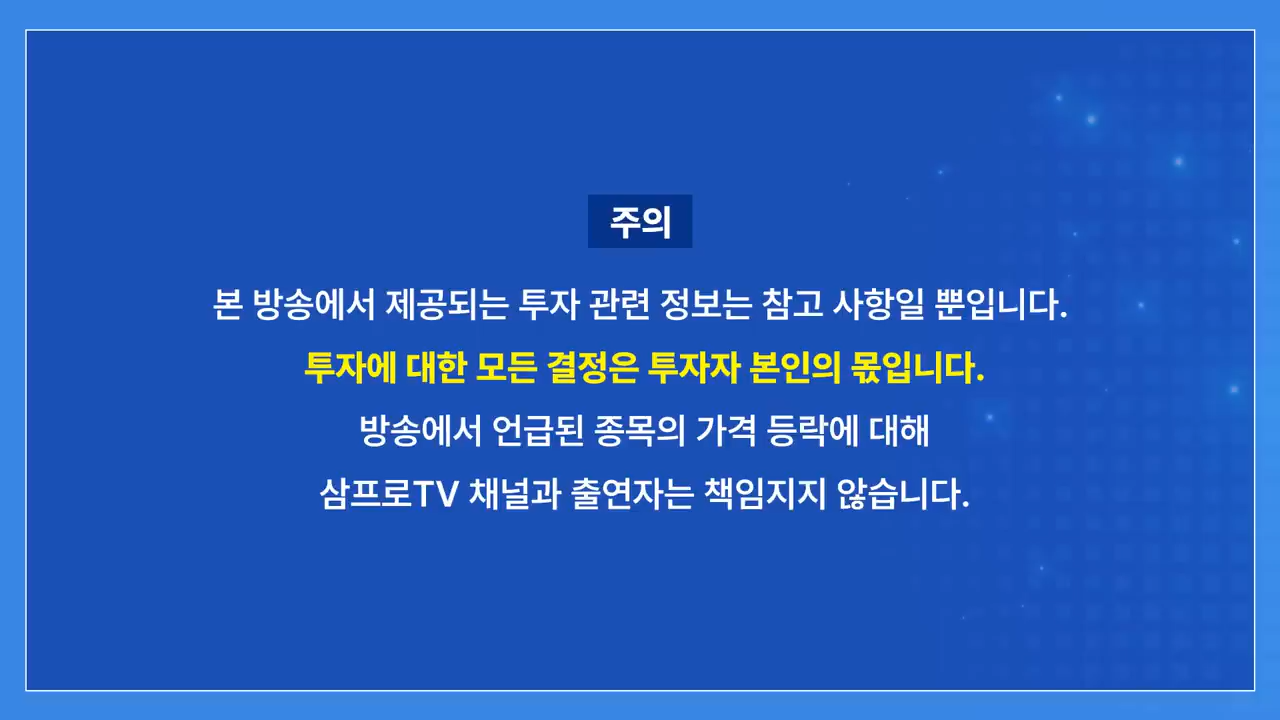 주의
본 방송에서 제공되는 투자 관련 정보는 참고 사항일 뿐입니다.
투자에 대한 모든 결정은 투자자 본인의 몫입니다.
방송에서 언급된 종목의 가격 등락에 대해
삼프로TV 채널과 출연자는 책임지지 않습니다.